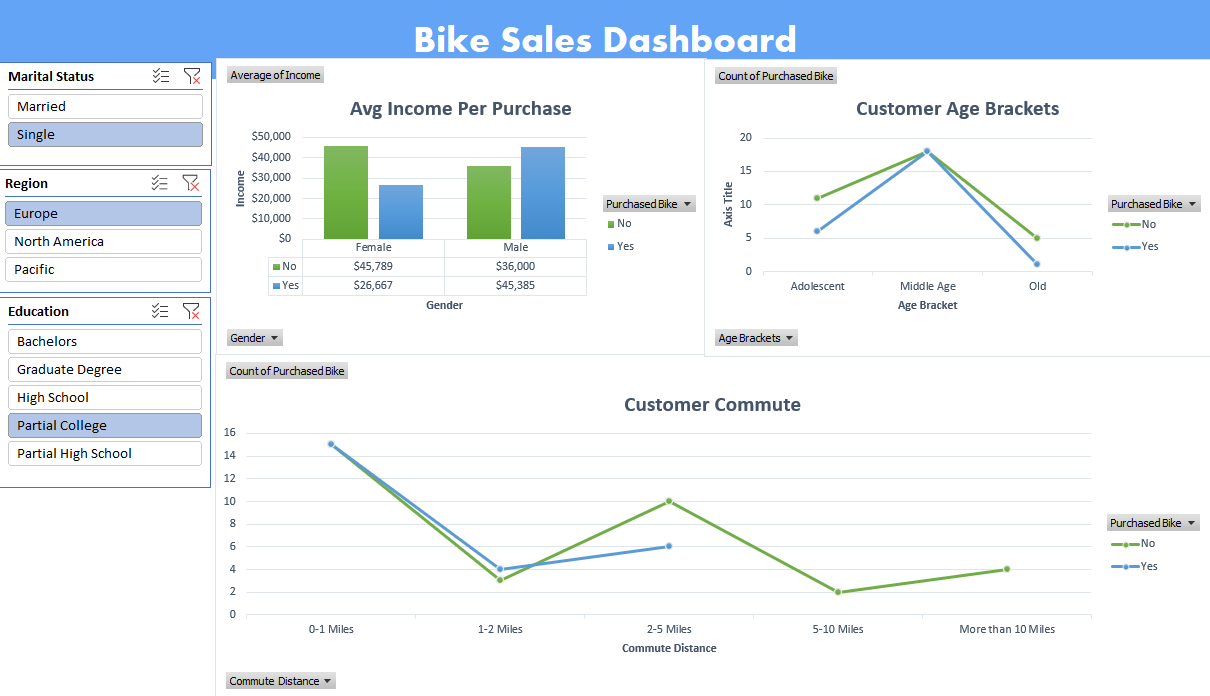 Bike Sales Dashboard
Marital Status
Married
Single
Region
Europe
North America
Pacific
Education
Bachelors
Graduate Degree
High School
Partial College
Partial High School
Average of Income
Avg Income Per Purchase
$50,000
$40,000
$30,000
$20,000
$10,000
$0
Income
Female Male
No $45,789 $36,000
Yes $26,667 $45,385
Gender
Purchased Bike
No
Yes
Gender
Count of Purchased Bike
Customer Age Brackets
20
15
10
5
0
Axis Title
Adolescent Middle Age Old
Age Bracket
Purchased Bike
No
Yes
Age Brackets
Count of Purchased Bike
Customer Commute
16
14
12
10
8
6
4
2
0
0-1 Miles 1-2 Miles 2-5 Miles 5-10 Miles More than 10 Miles
Commute Distance
Purchased Bike
No
Yes
Commute Distance